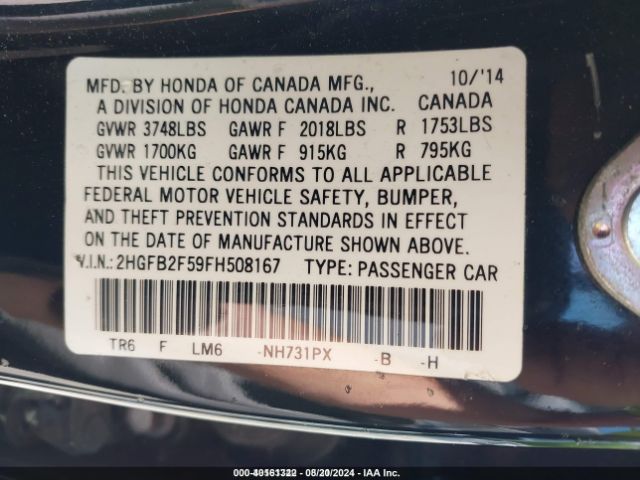 MFD. BY HONDA OF CANADA MFG., 10/'14
A DIVISION OF HONDA CANADA INC. CANADA
GVWR 3748LBS GAWR F 2018LBS R 1753LBS
GVWR 1700KG GAWR F 915KG R 795KG
THIS VEHICLE CONFORMS TO ALL APPLICABLE
FEDERAL MOTOR VEHICLE SAFETY, BUMPER,
AND THEFT PREVENTION STANDARDS IN EFFECT
ON THE DATE OF MANUFACTURE SHOWN ABOVE.
V.I.N.: 2HGFB2F59FH508167 TYPE: PASSENGER CAR
TR6 F LM6 -NH731PX -B -H
- IAA Inc.